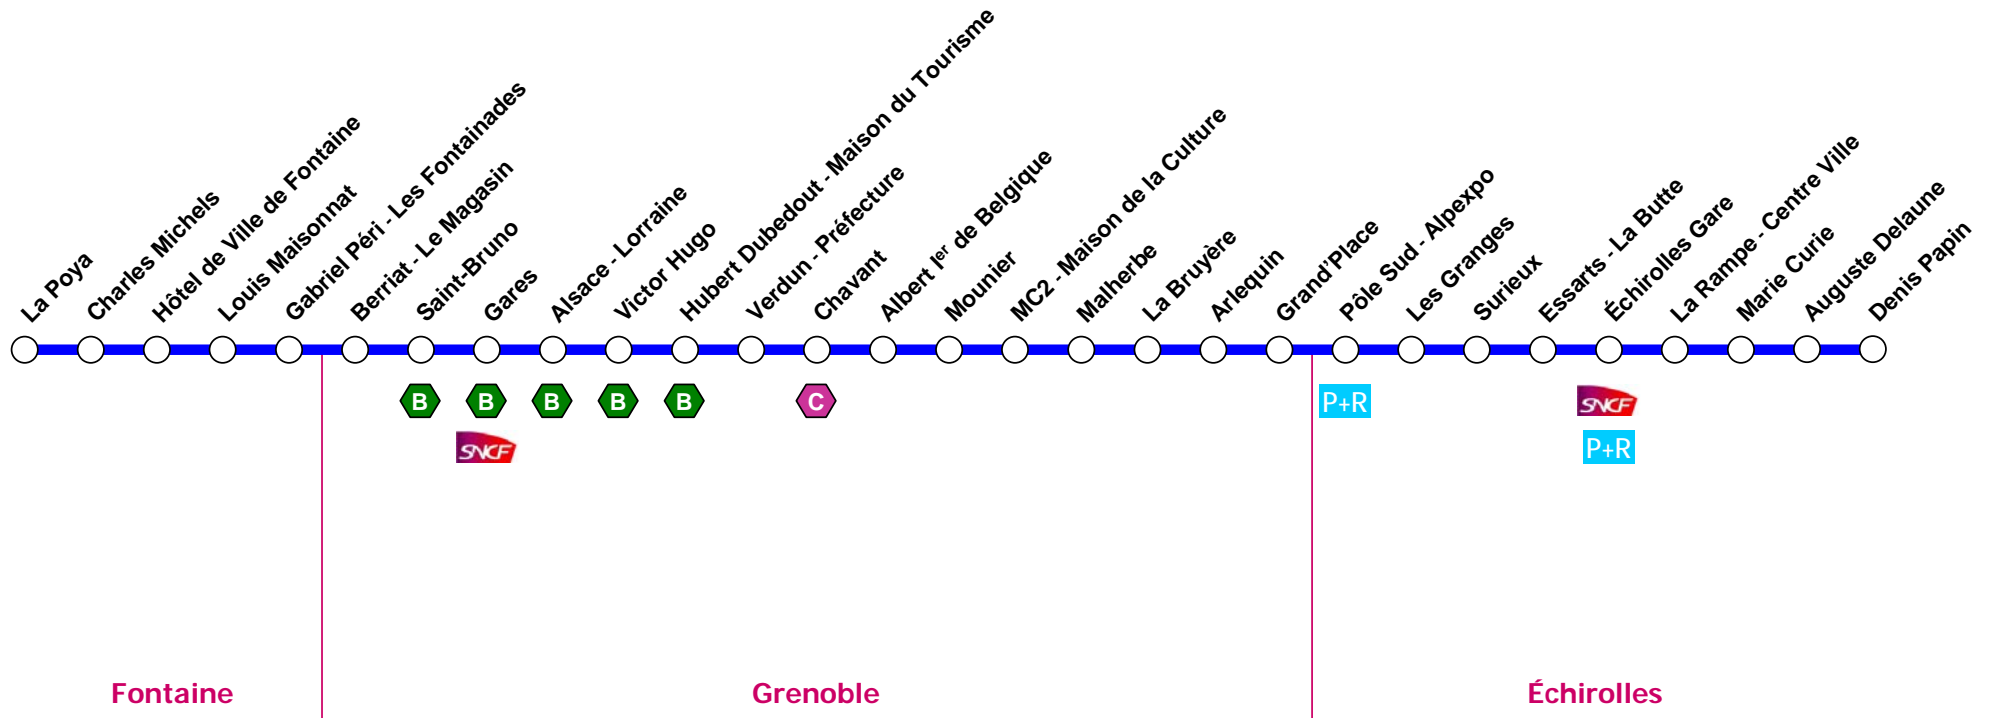 La Poya
Charles Michels
Hôtel de Ville de Fontaine
Louis Maisonnat
Gabriel Péri - Les Fontainades
Berriat - Le Magasin
Saint-Bruno
Gares
Alsace - Lorraine
Victor Hugo
Hubert Dubedout - Maison du Tourisme
Verdun - Préfecture
Chavant
Albert Ier de Belgique
Mounier
MC2 - Maison de la Culture
Malherbe
La Bruyère
Arlequin
Grand'Place
Pôle Sud - Alpexpo
Les Granges
Surieux
Essarts - La Butte
Échirolles Gare
La Rampe - Centre Ville
Marie Curie
Auguste Delaune
Denis Papin
B
B
B
B
B
C
P+R
SNCF
SNCF
P+R
Fontaine
Grenoble
Échirolles